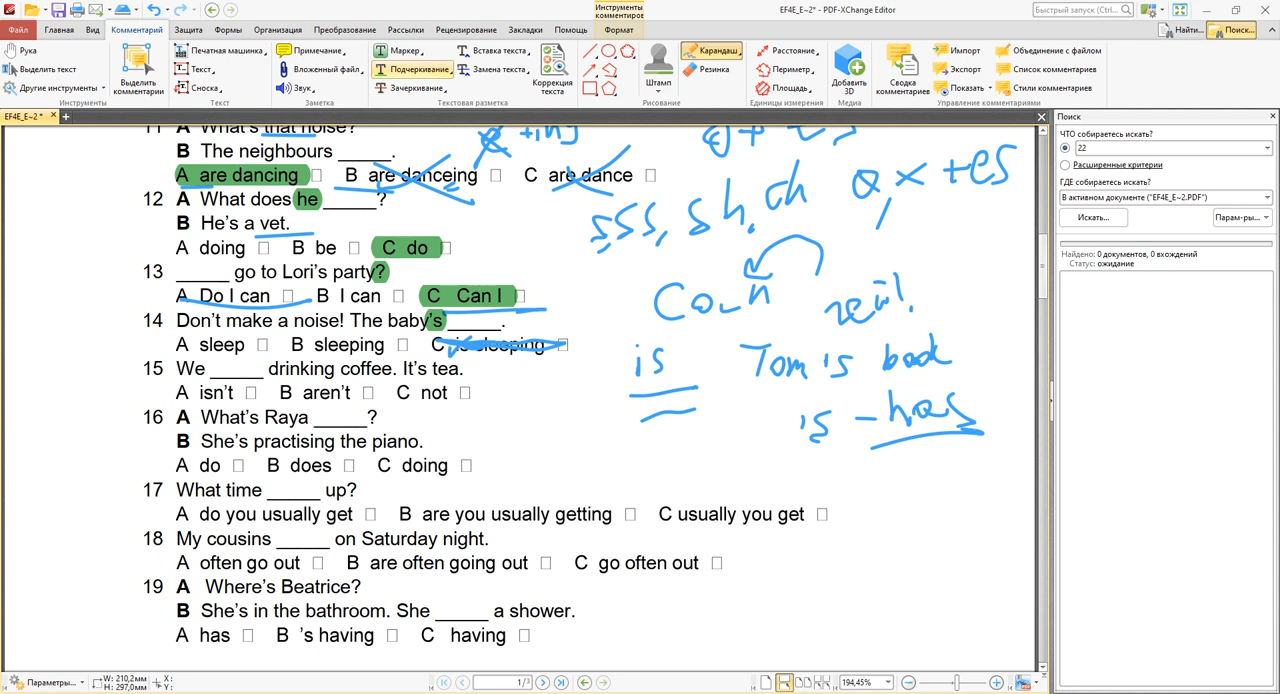 Инструменты комментирования
EF4E_E~2* - PDF-XChange Editor
Быстрый запуск (Ctrl...
Файл Главная Вид Комментарий Защита Формы Организация Преобразование Рассылки Рецензирование Закладки Помощь Формат Найти... Поиск...
Рука
Выделить текст
Другие инструменты
Инструменты
Выделить комментарии
Печатная машинка
Текст
Сноска
Текст
Примечание
Вложенный файл
Звук
Заметка
Маркер
Подчеркивание
Зачеркивание
Вставка текста
Замена текста
Коррекция текста
Текстовая разметка
Штамп
Карандаш
Резинка
Рисование
Расстояние
Периметр
Площадь
Единицы измерения
Добавить 3D
Медиа
Сводка комментариев
Импорт
Экспорт
Показать
Объединение с файлом
Список комментариев
Стили комментариев
Управление комментариями
EF4E_E~2 *
11 A What's that noise?
B The neighbours _____.
A are dancing B are danceing C are dance
12 A What does he _____?
B He's a vet.
A doing B be C do
13 _____ go to Lori's party?
A Do I can B I can C Can I
14 Don't make a noise! The baby's _____.
A sleep B sleeping C is sleeping
15 We _____ drinking coffee. It's tea.
A isn't B aren't C not
16 A What's Raya _____?
B She's practising the piano.
A do B does C doing
17 What time _____ up?
A do you usually get B are you usually getting C usually you get
18 My cousins _____ on Saturday night.
A often go out B are often going out C go often out
19 A Where's Beatrice?
B She's in the bathroom. She _____ a shower.
A has B 's having C having
+ing
s, ss, sh, ch
x +es
Can
is Tom's book
's – has
Поиск
ЧТО собираетесь искать?
22
Расширенные критерии
ГДЕ собираетесь искать?
В активном документе ("EF4E_E~2.PDF")
Искать... Парам-ры...
Найдено: 0 документов, 0 вхождений
Статус: ожидание
Параметры... W: 210,2mm
H: 297,0mm
X:
Y:
1/3
194,45%